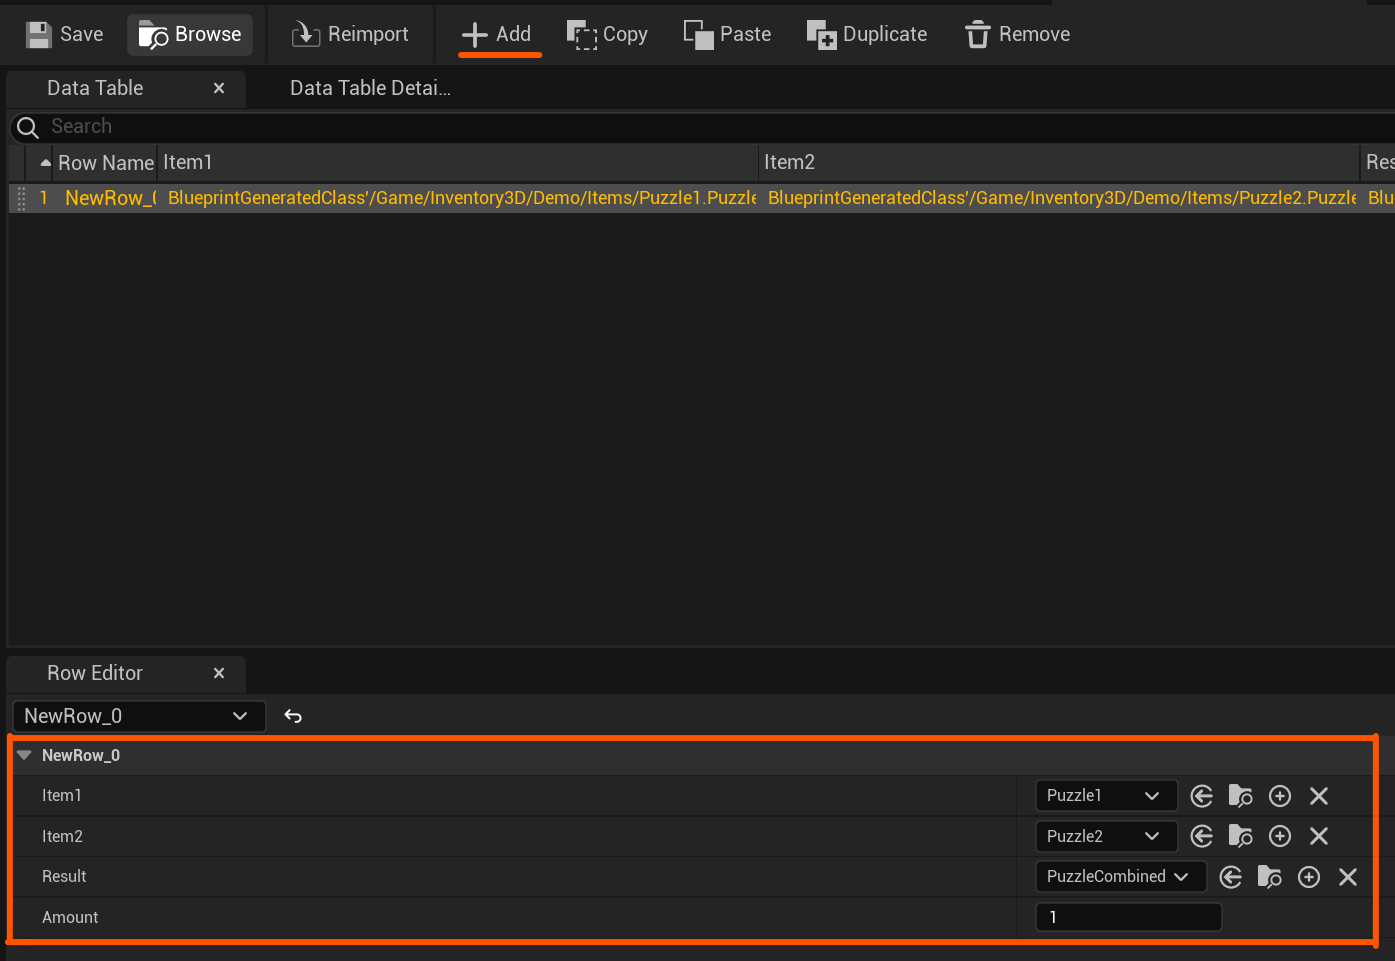 Save Browse Reimport Add Copy Paste Duplicate Remove
Data Table Data Table Detai...
Search
Row Name Item1 Item2 Res
1 NewRow_( BlueprintGeneratedClass'/Game/Inventory3D/Demo/Items/Puzzle1.Puzzle BlueprintGeneratedClass'/Game/Inventory3D/Demo/Items/Puzzle2.Puzzle Blu
Row Editor
NewRow_0
NewRow_0
Item1 Puzzle1
Item2 Puzzle2
Result PuzzleCombined
Amount 1